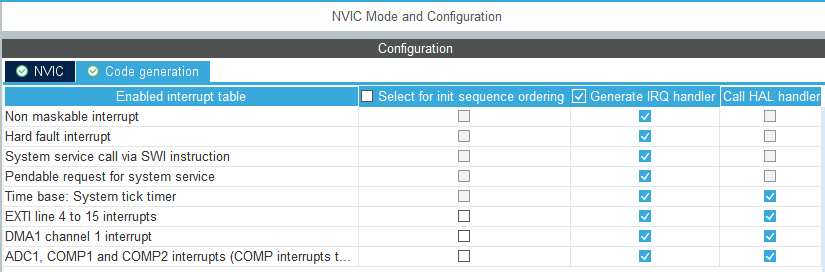 NVIC Mode and Configuration
Configuration
NVIC Code generation
Enabled interrupt table Select for init sequence ordering Generate IRQ handler Call HAL handler
Non maskable interrupt
Hard fault interrupt
System service call via SWI instruction
Pendable request for system service
Time base: System tick timer
EXTI line 4 to 15 interrupts
DMA1 channel 1 interrupt
ADC1, COMP1 and COMP2 interrupts (COMP interrupts t...